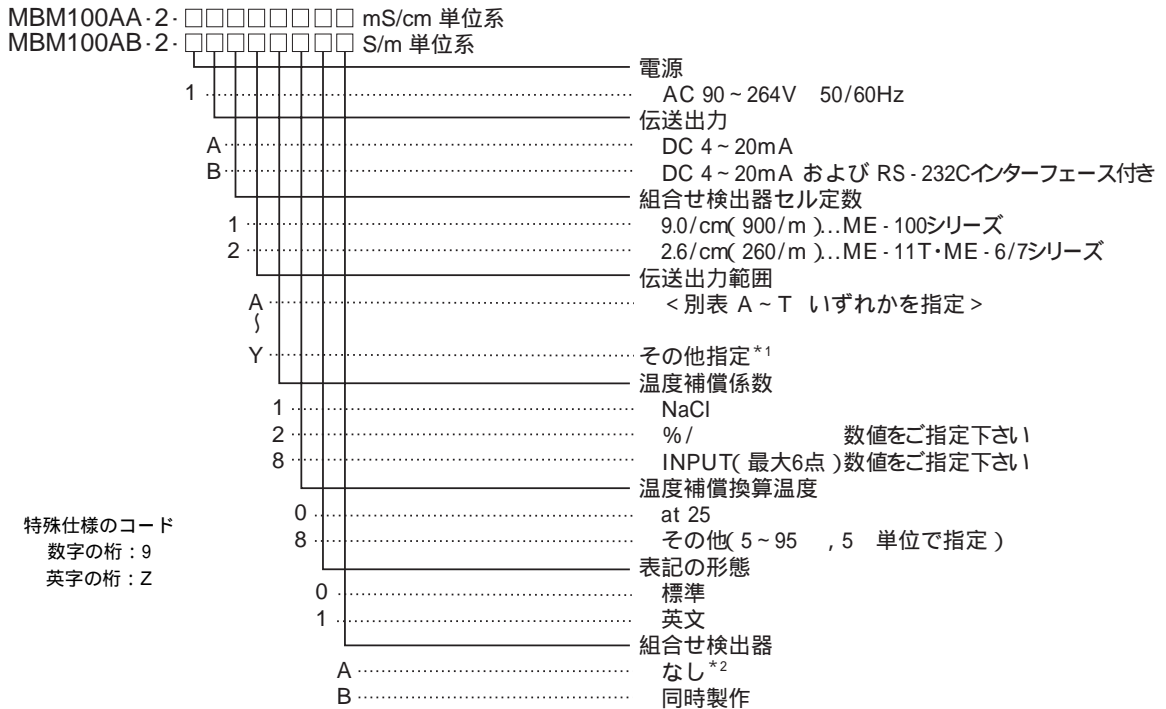 MBM100AA-2-□□□□□□□□ mS/cm 単位系
MBM100AB-2-□□□□□□□□ S/m 単位系
電源
1 AC 90~264V 50/60Hz
伝送出力
A DC 4~20mA
B DC 4~20mA および RS-232Cインターフェース付き
組合せ検出器セル定数
1 9.0/cm(900/m)...ME-100シリーズ
2 2.6/cm(260/m)...ME-11T・ME-6/7シリーズ
伝送出力範囲
A <別表 A~T いずれかを指定>
~
Y その他指定*1
温度補償係数
1 NaCl
2 %/ 数値をご指定下さい
8 INPUT(最大6点)数値をご指定下さい
温度補償換算温度
0 at 25
8 その他(5~95 ,5 単位で指定)
表記の形態
0 標準
1 英文
組合せ検出器
A なし*2
B 同時製作
特殊仕様のコード
数字の桁:9
英字の桁:Z